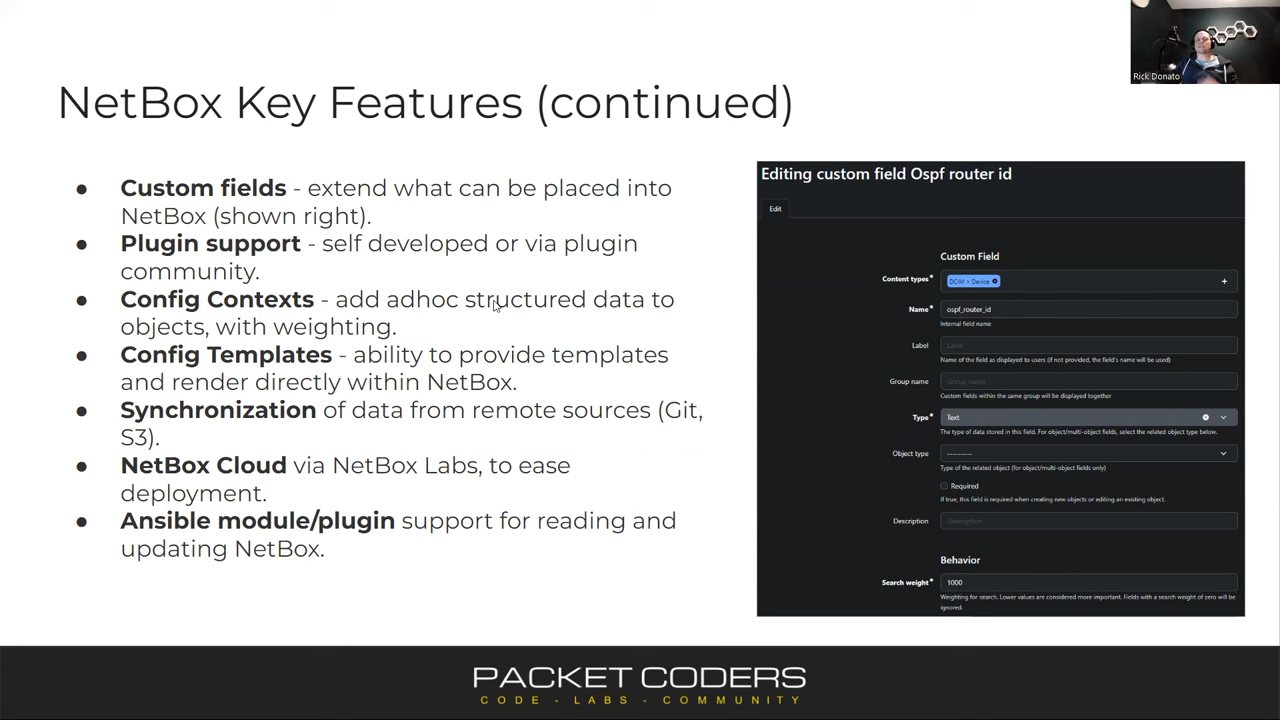 Rick Donato
NetBox Key Features (continued)
● Custom fields - extend what can be placed into
NetBox (shown right).
● Plugin support - self developed or via plugin
community.
● Config Contexts - add adhoc structured data to
objects, with weighting.
● Config Templates - ability to provide templates
and render directly within NetBox.
● Synchronization of data from remote sources (Git,
S3).
● NetBox Cloud via NetBox Labs, to ease
deployment.
● Ansible module/plugin support for reading and
updating NetBox.
Editing custom field Ospf router id
Edit
Custom Field
Content types* DCIM > Device
Name* ospf_router_id
Internal field name
Label Label
Name of the field as displayed to users (if not provided, the field's name will be used)
Group name Group name
Custom fields within the same group will be displayed together
Type* Text
The type of data stored in this field. For object/multi-object fields, select the related object type below.
Object type ---------
Type of the related object (for object/multi-object fields only)
Required
If true, this field is required when creating new objects or editing an existing object.
Description Description
Behavior
Search weight* 1000
Weighting for search. Lower values are considered more important. Fields with a search weight of zero will be
ignored.
PACKET CODERS
CODE - LABS - COMMUNITY